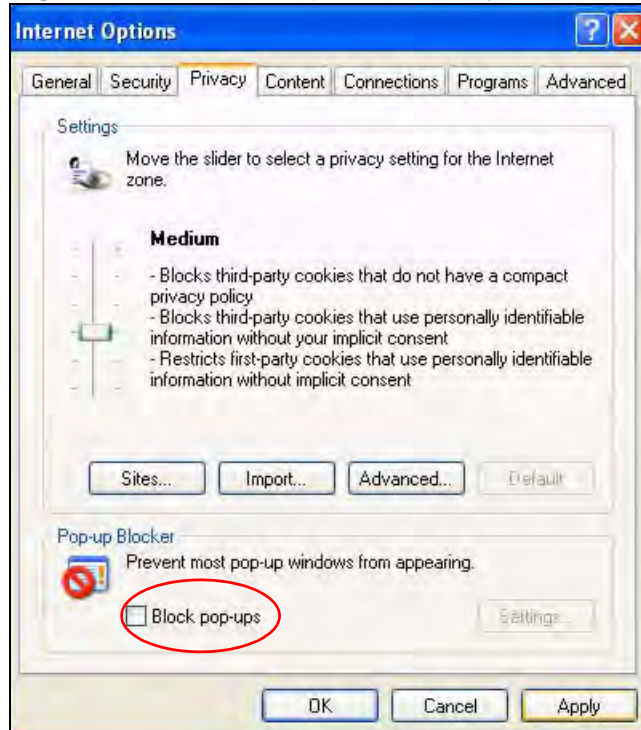 Internet Options
General Security Privacy Content Connections Programs Advanced
Settings
Move the slider to select a privacy setting for the Internet
zone.
Medium
- Blocks third-party cookies that do not have a compact
privacy policy
- Blocks third-party cookies that use personally identifiable
information without your implicit consent
- Restricts first-party cookies that use personally identifiable
information without implicit consent
Sites... Import... Advanced... Default
Pop-up Blocker
Prevent most pop-up windows from appearing.
Block pop-ups Settings...
OK Cancel Apply